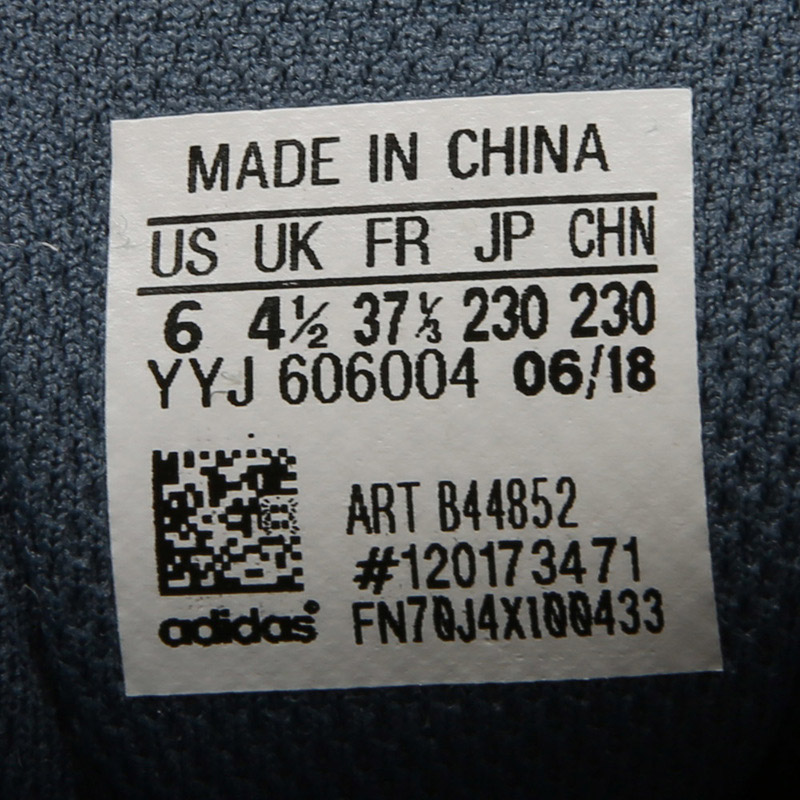 MADE IN CHINA
US UK FR JP CHN
6 4½ 37⅓ 230 230
YYJ 606004 06/18
ART B44852
#120173471
FN70J4X100433
adidas